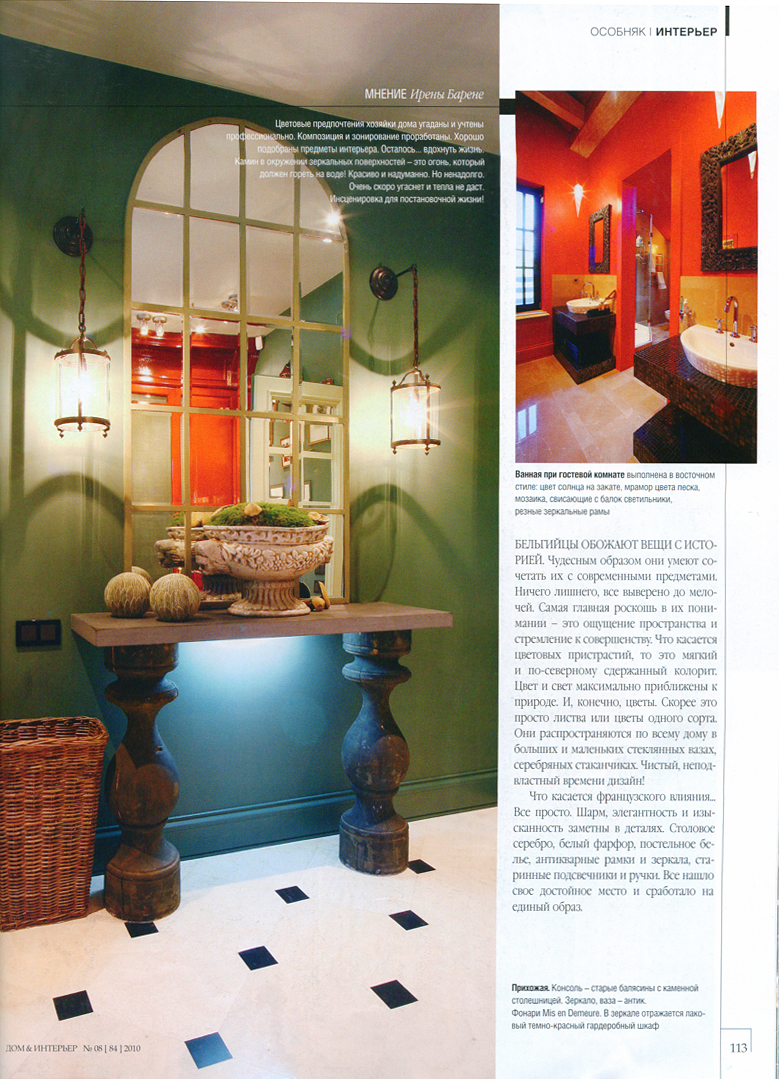 ОСОБНЯК | ИНТЕРЬЕР
МНЕНИЕ Ирены Барене
Цветовые предпочтения хозяйки дома угаданы и учтены
профессионально. Композиция и зонирование проработаны. Хорошо
подобраны предметы интерьера. Осталось... вдохнуть жизнь.
Камин в окружении зеркальных поверхностей – это огонь, который
должен гореть на воде! Красиво и надуманно. Но ненадолго.
Очень скоро угаснет и тепла не даст.
Инсценировка для постановочной жизни!
Ванная при гостевой комнате выполнена в восточном
стиле: цвет солнца на закате, мрамор цвета песка,
мозаика, свисающие с балок светильники,
резные зеркальные рамы
БЕЛЬГИЙЦЫ ОБОЖАЮТ ВЕЩИ С ИСТО-
РИЕЙ. Чудесным образом они умеют со-
четать их с современными предметами.
Ничего лишнего, все выверено до мело-
чей. Самая главная роскошь в их пони-
мании – это ощущение пространства и
стремление к совершенству. Что касается
цветовых пристрастий, то это мягкий
и по-северному сдержанный колорит.
Цвет и свет максимально приближены к
природе. И, конечно, цветы. Скорее это
просто листва или цветы одного сорта.
Они распространяются по всему дому в
больших и маленьких стеклянных вазах,
серебряных стаканчиках. Чистый, непод-
властный времени дизайн!
Что касается французского влияния...
Все просто. Шарм, элегантность и изы-
сканность заметны в деталях. Столовое
серебро, белый фарфор, постельное бе-
лье, антикварные рамки и зеркала, ста-
ринные подсвечники и ручки. Все нашло
свое достойное место и сработало на
единый образ.
Прихожая. Консоль – старые балясины с каменной
столешницей. Зеркало, ваза – антик.
Фонари Mis en Demeure. В зеркале отражается лако-
вый темно-красный гардеробный шкаф
ДОМ & ИНТЕРЬЕР № 08 [ 84 ] 2010
113